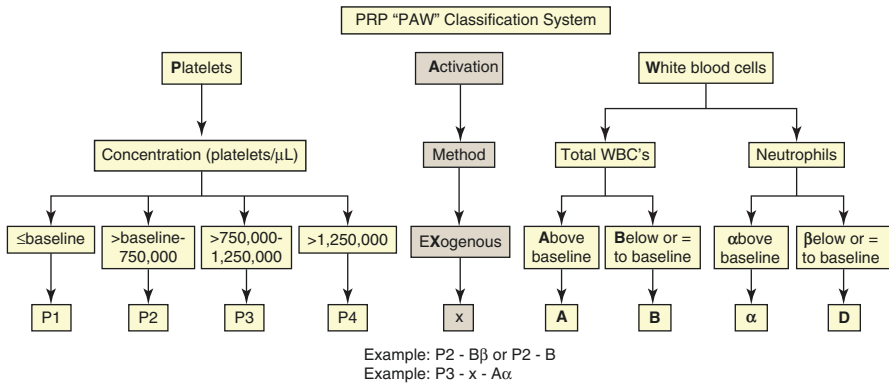 PRP “PAW” Classification System
Platelets
Activation
White blood cells
Concentration (platelets/µL)
Method
Total WBC's
Neutrophils
≤baseline
>baseline-
750,000
>750,000-
1,250,000
>1,250,000
EXogenous
Above
baseline
Below or =
to baseline
αbove
baseline
βelow or =
to baseline
P1
P2
P3
P4
x
A
B
α
D
Example: P2 - Bβ or P2 - B
Example: P3 - x - Aα